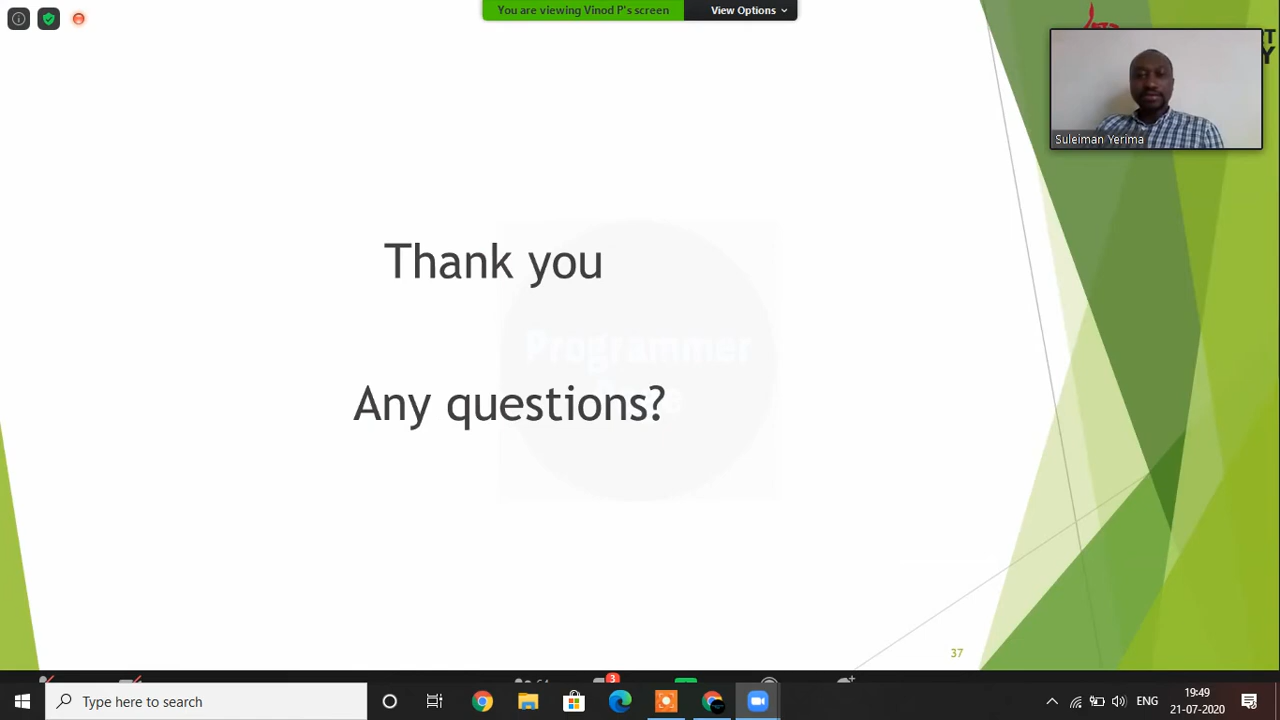 You are viewing Vinod P's screen
View Options
Suleiman Yerima
Thank you
Programmer
Any questions?
37
3
Type here to search
ENG
19:49
21-07-2020